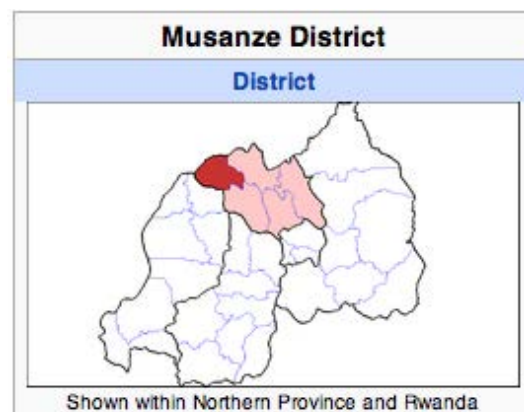 Musanze District
District
Shown within Northern Province and Rwanda